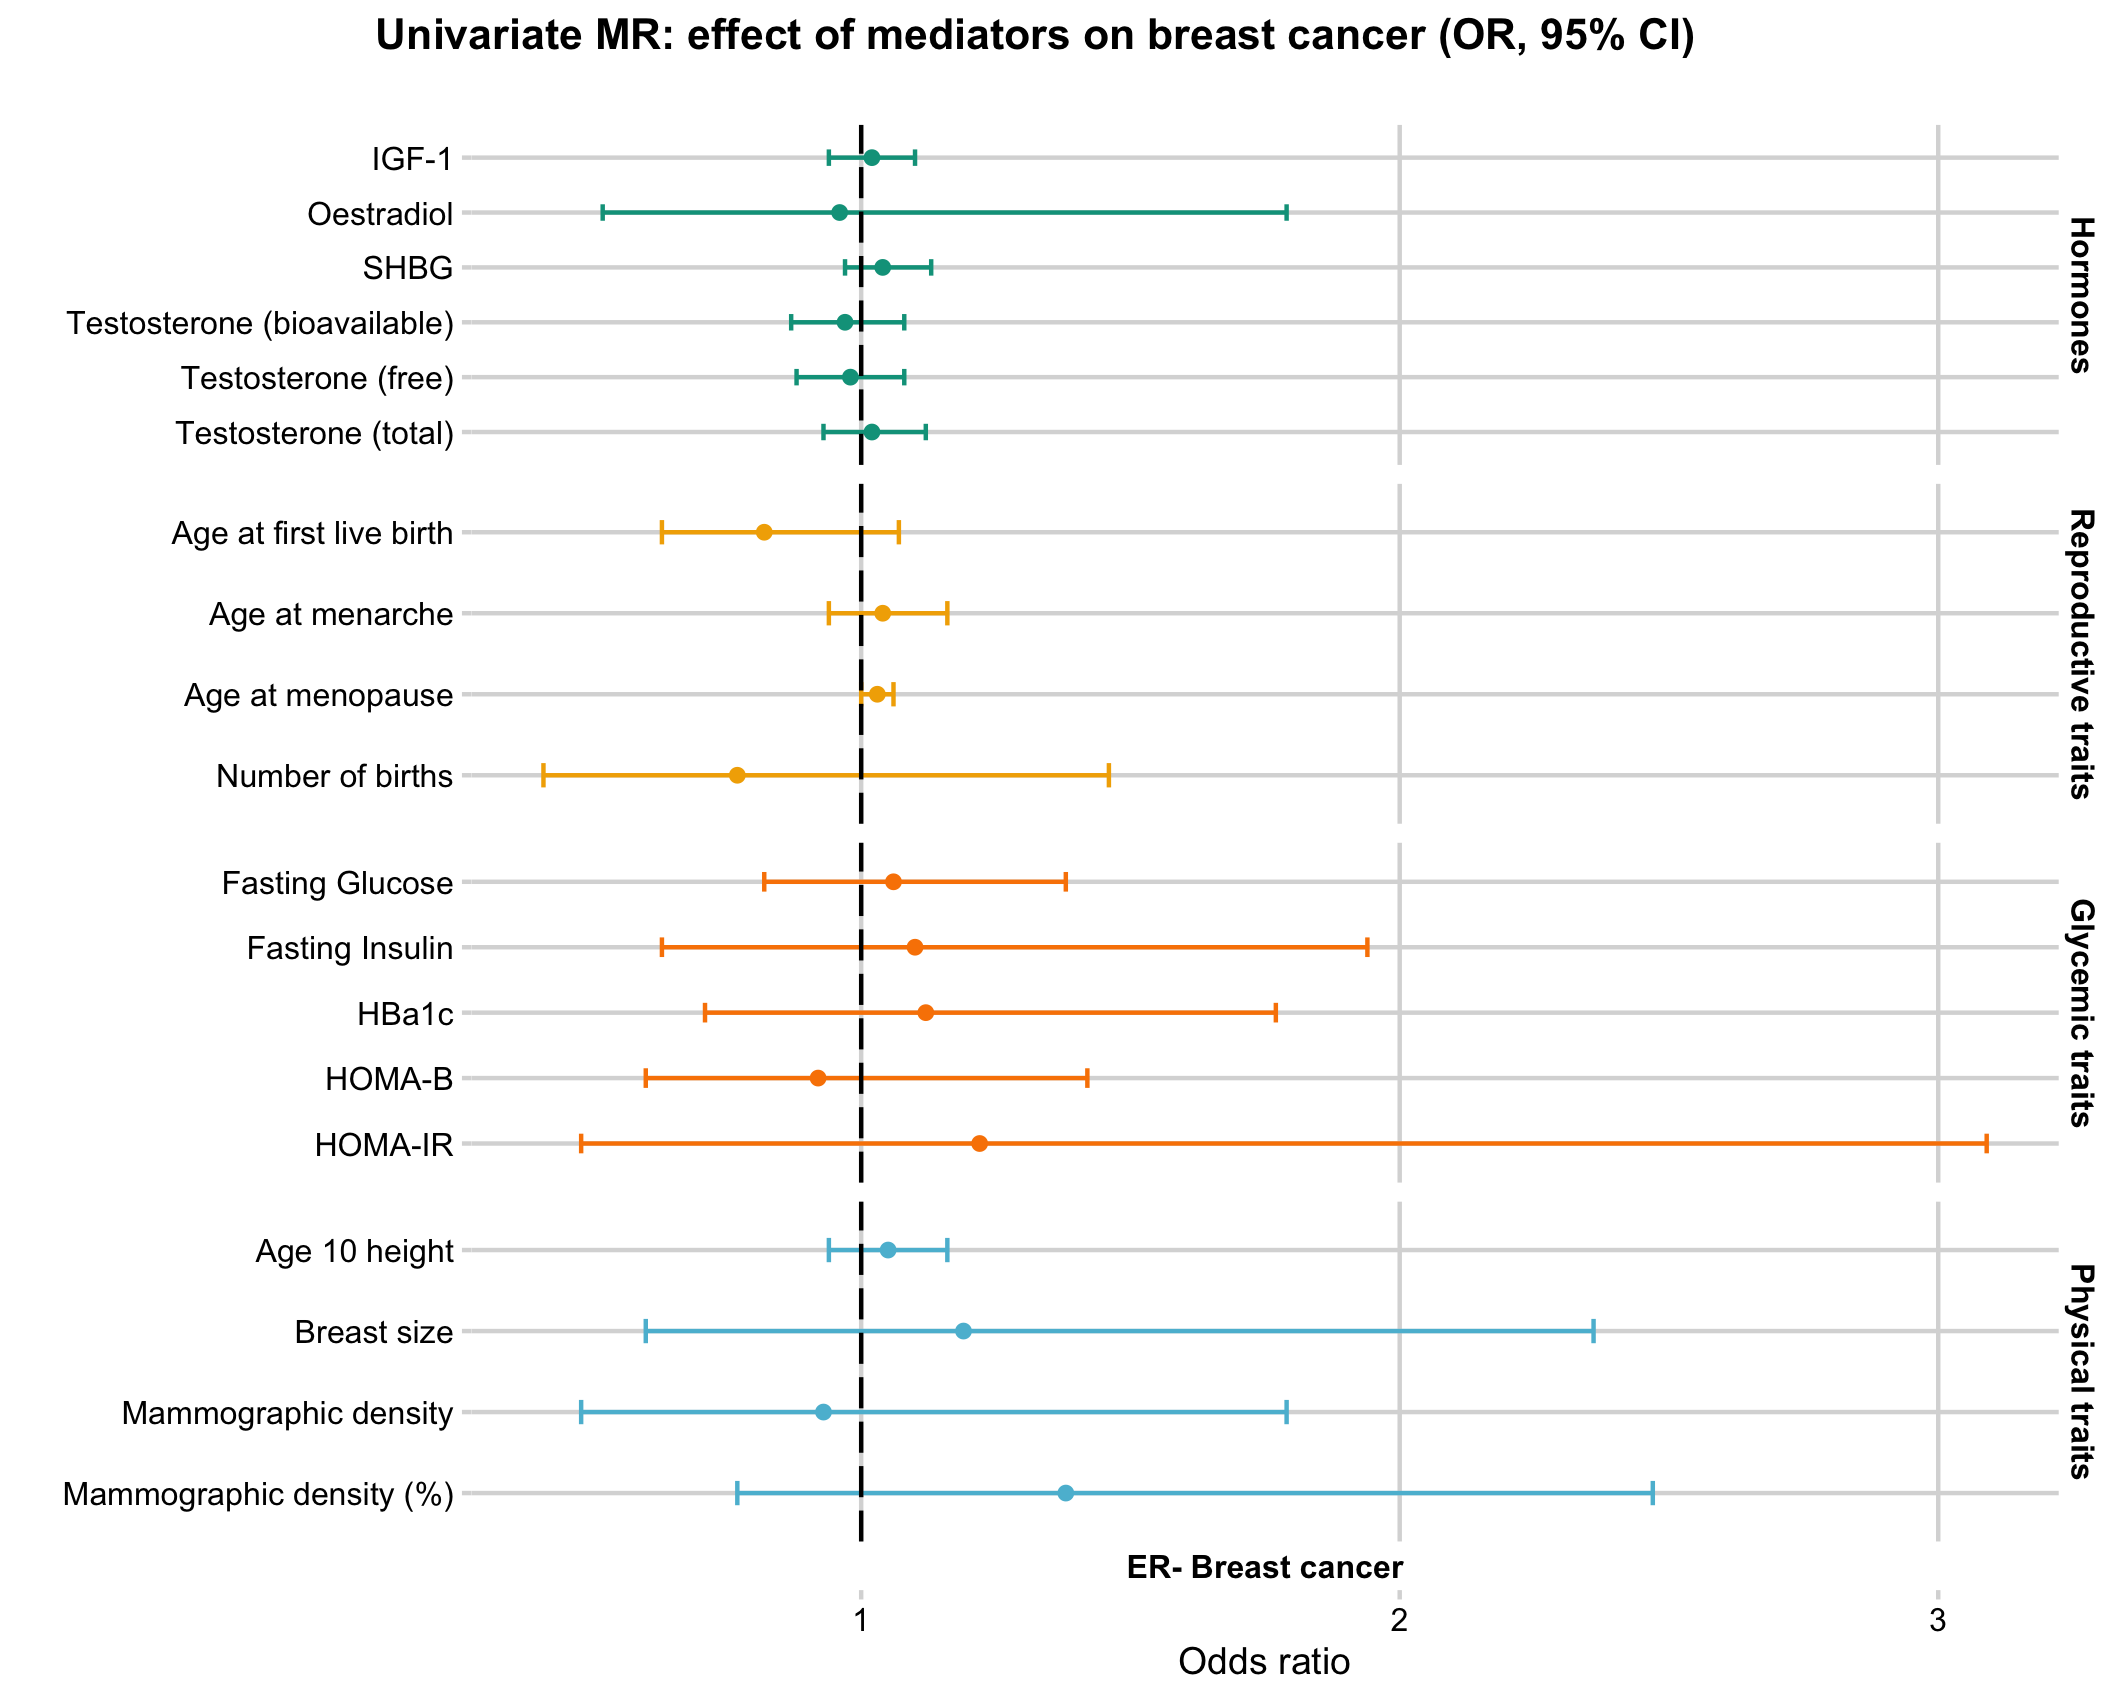 Univariate MR: effect of mediators on breast cancer (OR, 95% CI)
IGF-1
Oestradiol
SHBG
Testosterone (bioavailable)
Testosterone (free)
Testosterone (total)
Hormones
Age at first live birth
Age at menarche
Age at menopause
Number of births
Reproductive traits
Fasting Glucose
Fasting Insulin
HBa1c
HOMA-B
HOMA-IR
Glycemic traits
Age 10 height
Breast size
Mammographic density
Mammographic density (%)
Physical traits
ER- Breast cancer
1 2 3
Odds ratio